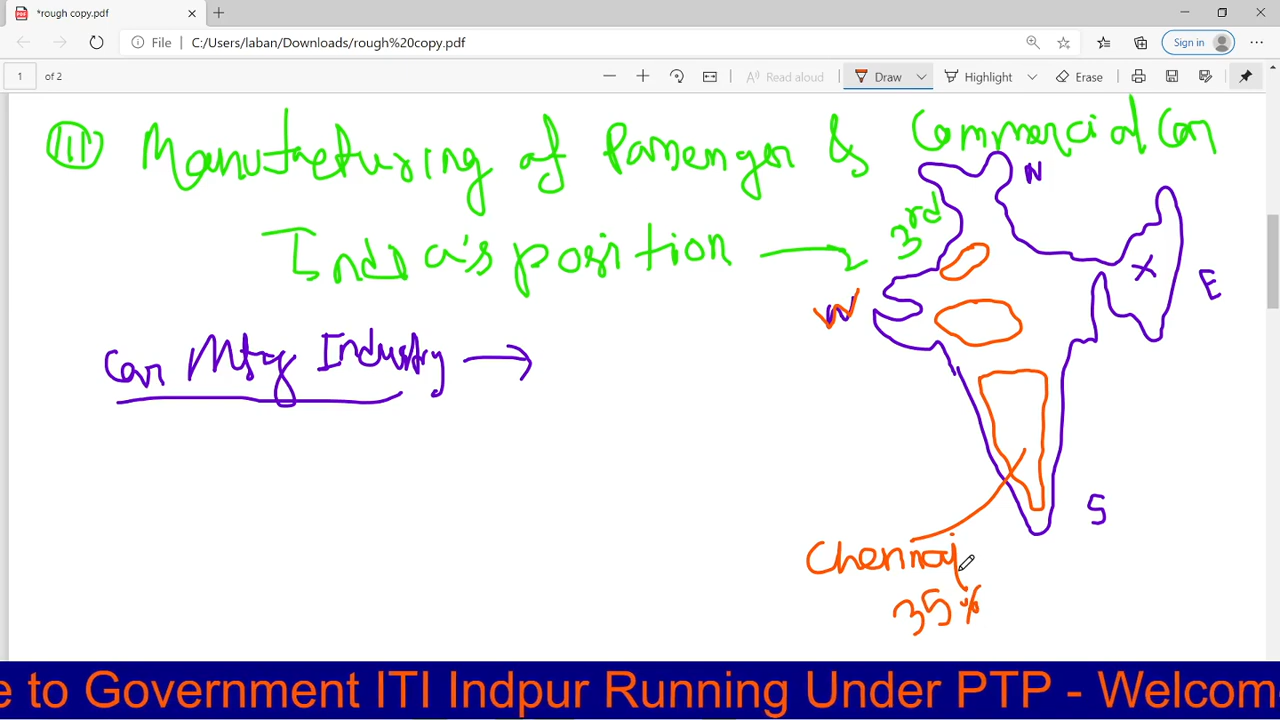 *rough copy.pdf
File C:/Users/laban/Downloads/rough%20copy.pdf Sign in
1 of 2 Read aloud Draw Highlight Erase
III Manufacturing of Passenger & Commercial Car
India's position → 3rd
N
X
E
W
Car Mfg Industry →
S
Chennai
35%
e to Government ITI Indpur Running Under PTP - Welcom